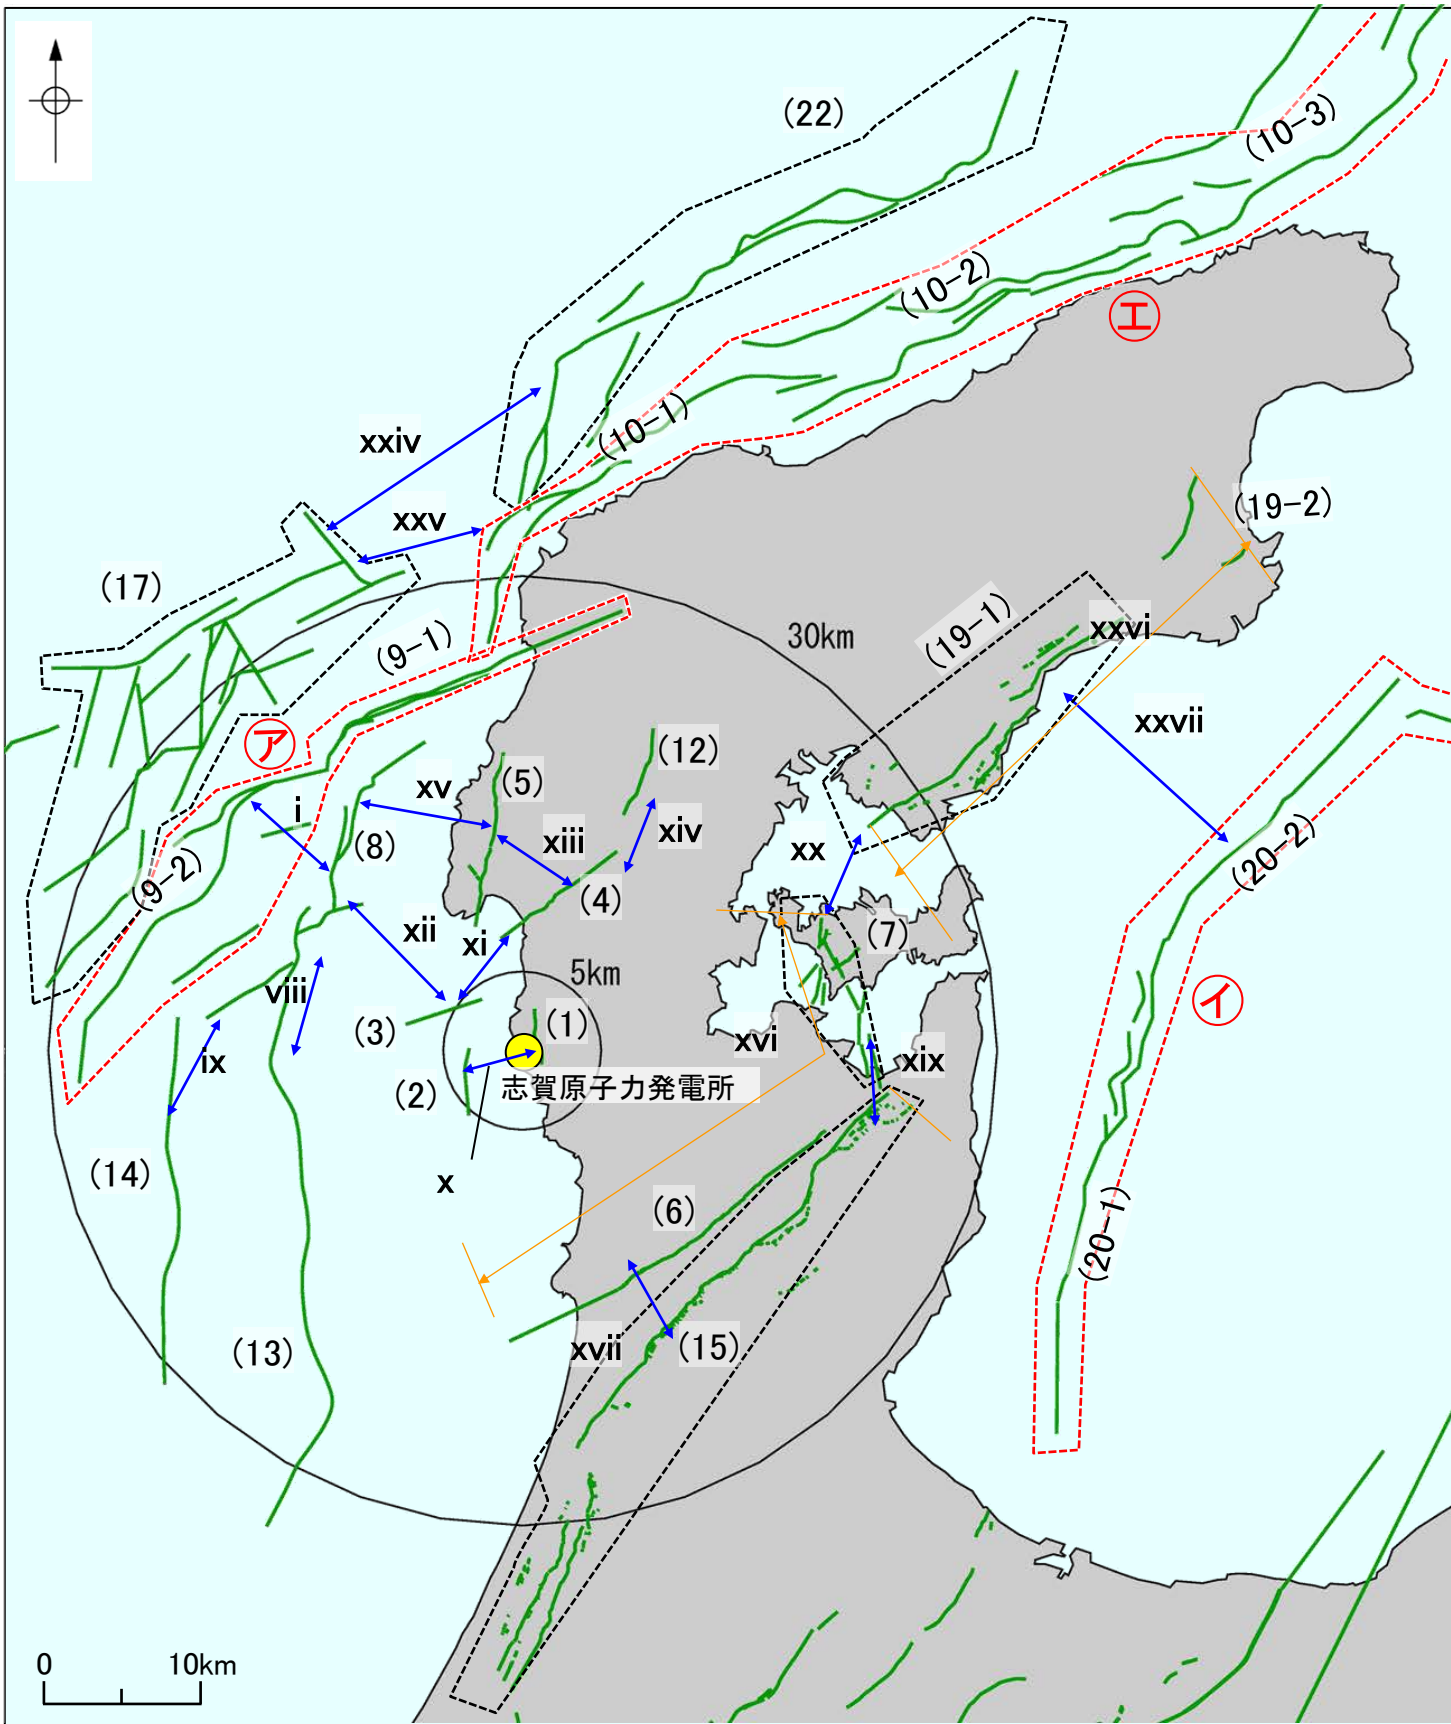 (22)
(10-3)
(10-2)
エ
(10-1)
xxiv
xxv
(19-2)
(17)
(9-1)
30km
(19-1)
xxvi
xxvii
ア
(12)
xv
(5)
i
(8)
xiii
xiv
xx
(20-2)
(9-2)
(4)
xii
xi
(7)
5km
viii
イ
(3)
(1)
xvi
xix
ix
(2)
志賀原子力発電所
(14)
x
(6)
(20-1)
(13)
xvii
(15)
0 10km